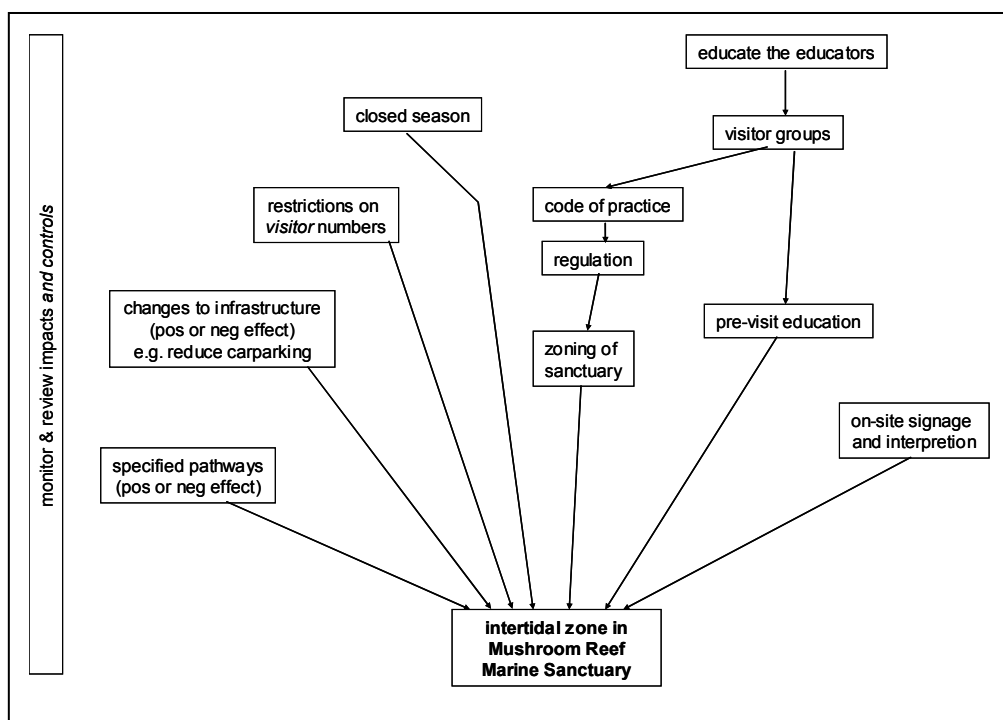 educate the educators
closed season
visitor groups
restrictions on
visitor numbers
code of practice
regulation
changes to infrastructure
(pos or neg effect)
e.g. reduce carparking
pre-visit education
zoning of
sanctuary
on-site signage
and interpretion
specified pathways
(pos or neg effect)
intertidal zone in
Mushroom Reef
Marine Sanctuary
monitor & review impacts and controls